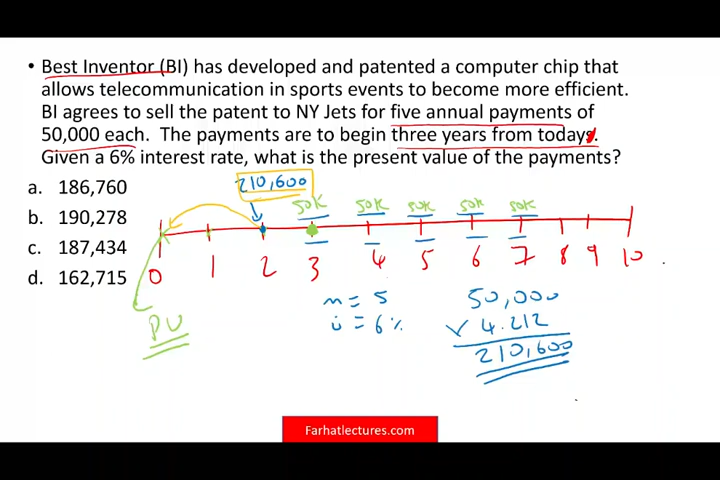 • Best Inventor (BI) has developed and patented a computer chip that
allows telecommunication in sports events to become more efficient.
BI agrees to sell the patent to NY Jets for five annual payments of
50,000 each. The payments are to begin three years from today.
Given a 6% interest rate, what is the present value of the payments?
a. 186,760
b. 190,278
c. 187,434
d. 162,715
210,600
50K 50K 50K 50K 50K
0 1 2 3 4 5 6 7 8 9 10
PV
n = 5
i = 6%
50,000
× 4.212
210,600
Farhatlectures.com